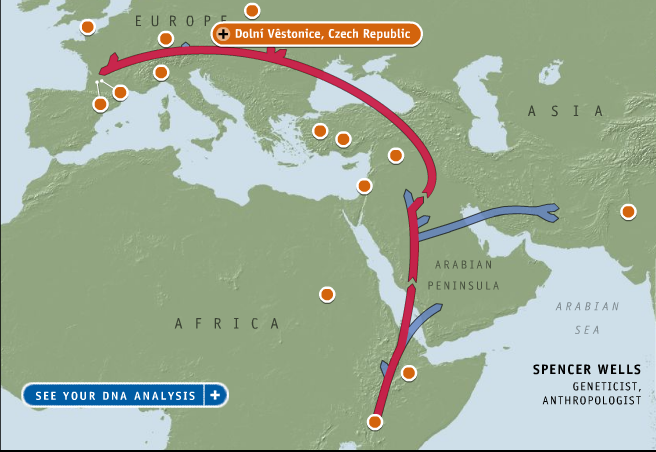 EUROPE
Dolní Věstonice, Czech Republic
ASIA
ARABIAN
PENINSULA
ARABIAN
SEA
AFRICA
SPENCER WELLS
GENETICIST,
ANTHROPOLOGIST
SEE YOUR DNA ANALYSIS